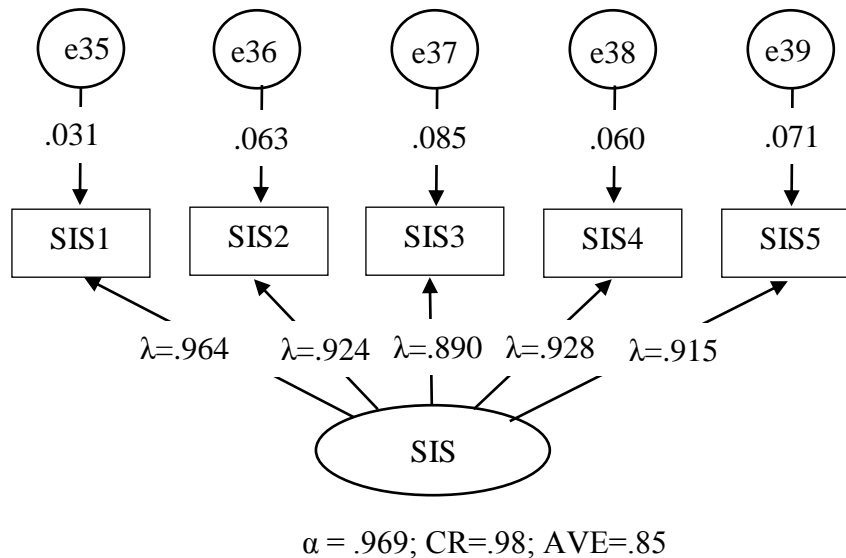 e35 e36 e37 e38 e39
.031 .063 .085 .060 .071
SIS1 SIS2 SIS3 SIS4 SIS5
λ=.964 λ=.924 λ=.890 λ=.928 λ=.915
SIS
α = .969; CR=.98; AVE=.85